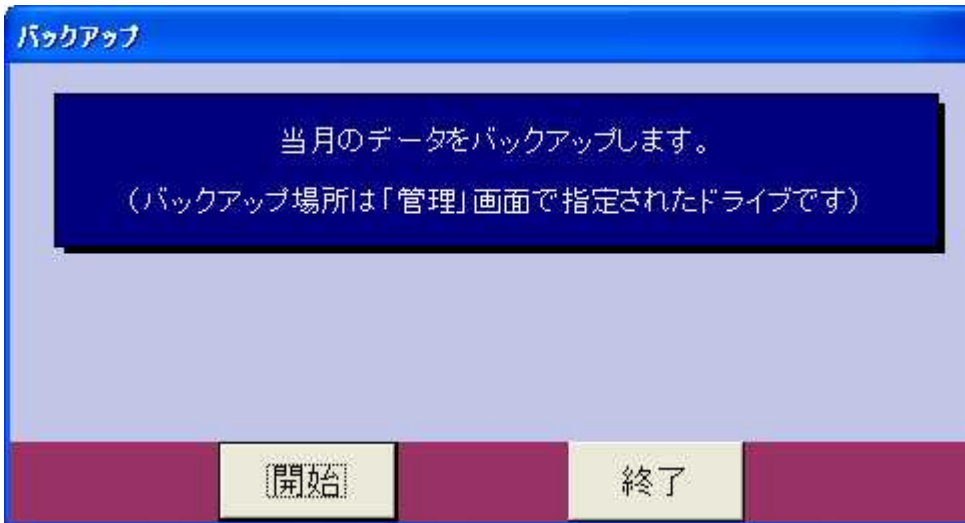 バックアップ
当月のデータをバックアップします。
(バックアップ場所は「管理」画面で指定されたドライブです)
開始
終了